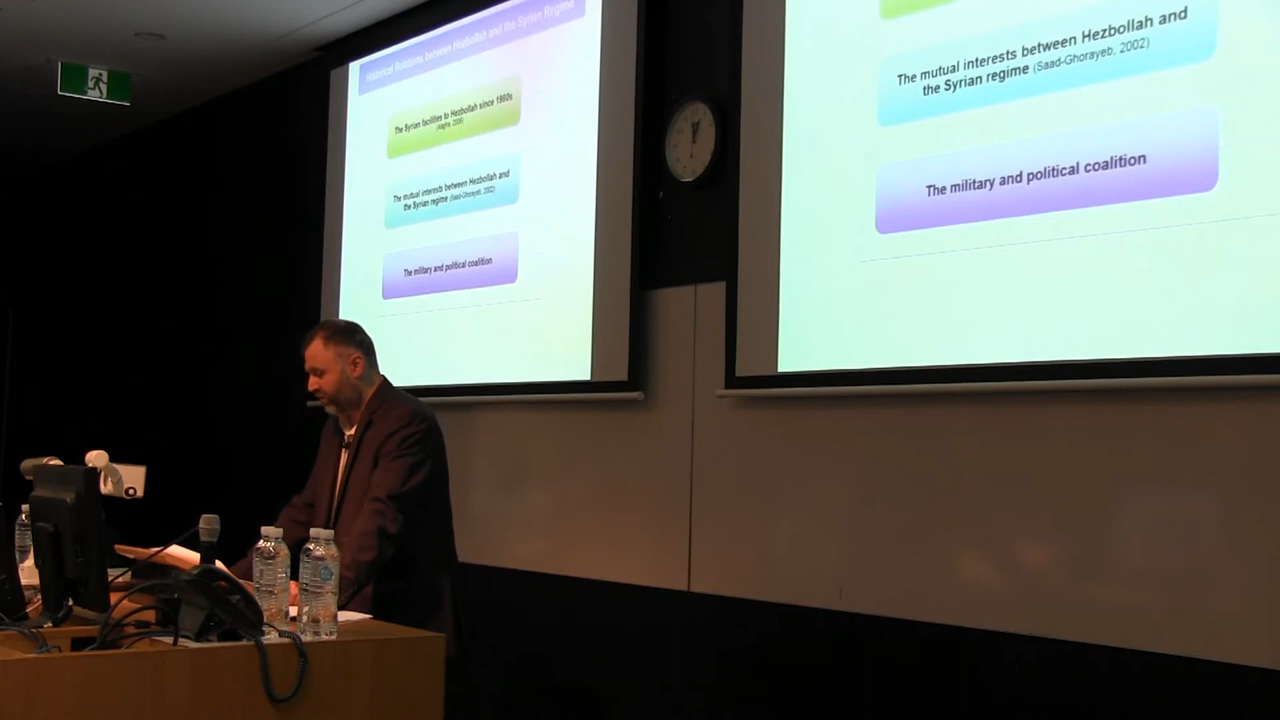 Historical Relations between Hezbollah and the Syrian Regime
The Syrian facilities to Hezbollah since 1980s
The mutual interests between Hezbollah and
the Syrian regime (Saad-Ghorayeb, 2002)
The military and political coalition
The mutual interests between Hezbollah and
the Syrian regime (Saad-Ghorayeb, 2002)
The military and political coalition